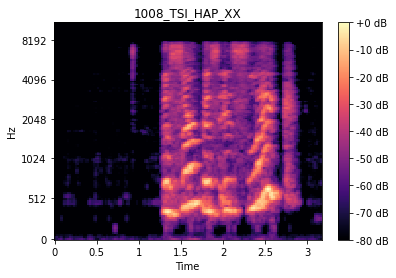 1008_TSI_HAP_XX
8192
4096
2048
1024
512
0
Hz
0 0.5 1 1.5 2 2.5 3
Time
+0 dB
-10 dB
-20 dB
-30 dB
-40 dB
-50 dB
-60 dB
-70 dB
-80 dB